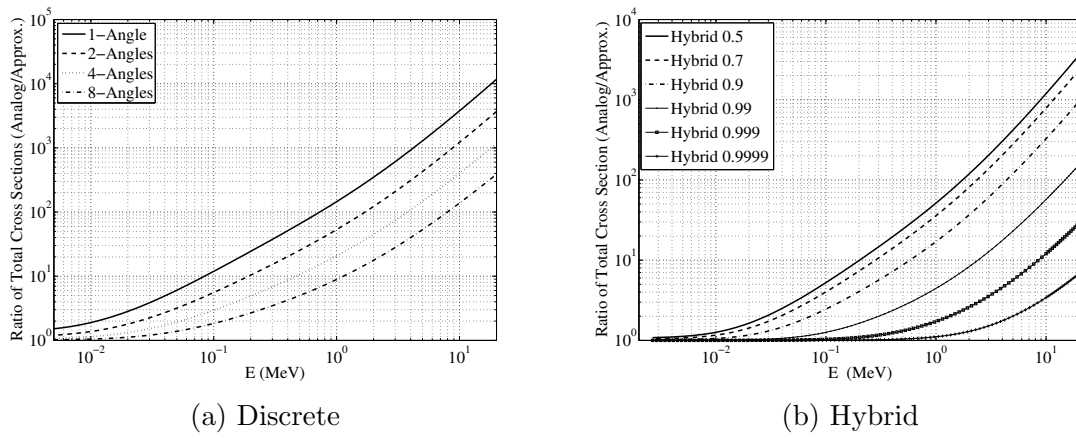 Ratio of Total Cross Sections (Analog/Approx.)
10^5
10^4
10^3
10^2
10^1
10^0
1−Angle
2−Angles
4−Angles
8−Angles
10^−2
10^−1
10^0
10^1
E (MeV)
(a) Discrete
Ratio of Total Cross Section (Analog/Approx.)
10^4
10^3
10^2
10^1
10^0
Hybrid 0.5
Hybrid 0.7
Hybrid 0.9
Hybrid 0.99
Hybrid 0.999
Hybrid 0.9999
10^−2
10^−1
10^0
10^1
E (MeV)
(b) Hybrid